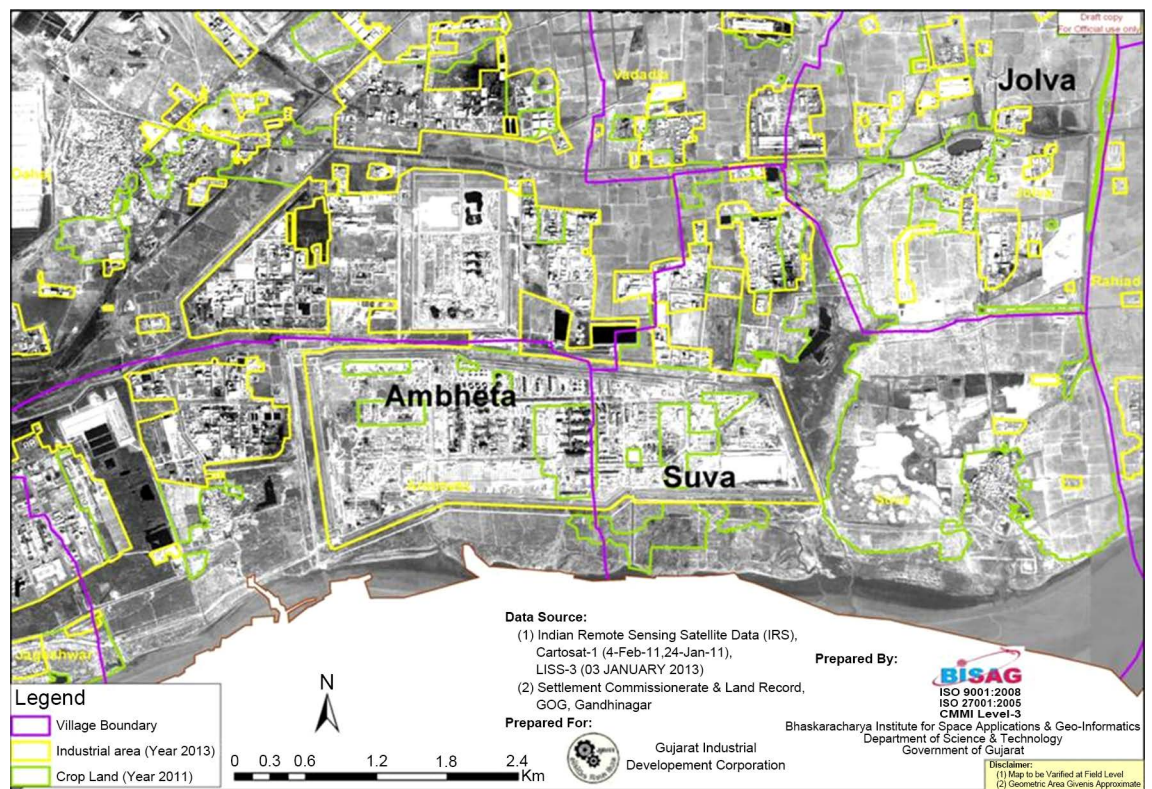 Draft copy
For Official use only
Vadadla
Jolva
Rahiad
Ambheta
Suva
Data Source:
(1) Indian Remote Sensing Satellite Data (IRS),
Cartosat-1 (4-Feb-11,24-Jan-11),
LISS-3 (03 JANUARY 2013)
(2) Settlement Commissionerate & Land Record,
GOG, Gandhinagar
Prepared For:
Gujarat Industrial
Developement Corporation
Prepared By:
BISAG
ISO 9001:2008
ISO 27001:2005
CMMI Level-3
Bhaskaracharya Institute for Space Applications & Geo-Informatics
Department of Science & Technology
Government of Gujarat
Disclaimer:
(1) Map to be Varified at Field Level
(2) Geometric Area Givenis Approximate
Legend
Village Boundary
Industrial area (Year 2013)
Crop Land (Year 2011)
N
0 0.3 0.6 1.2 1.8 2.4
Km